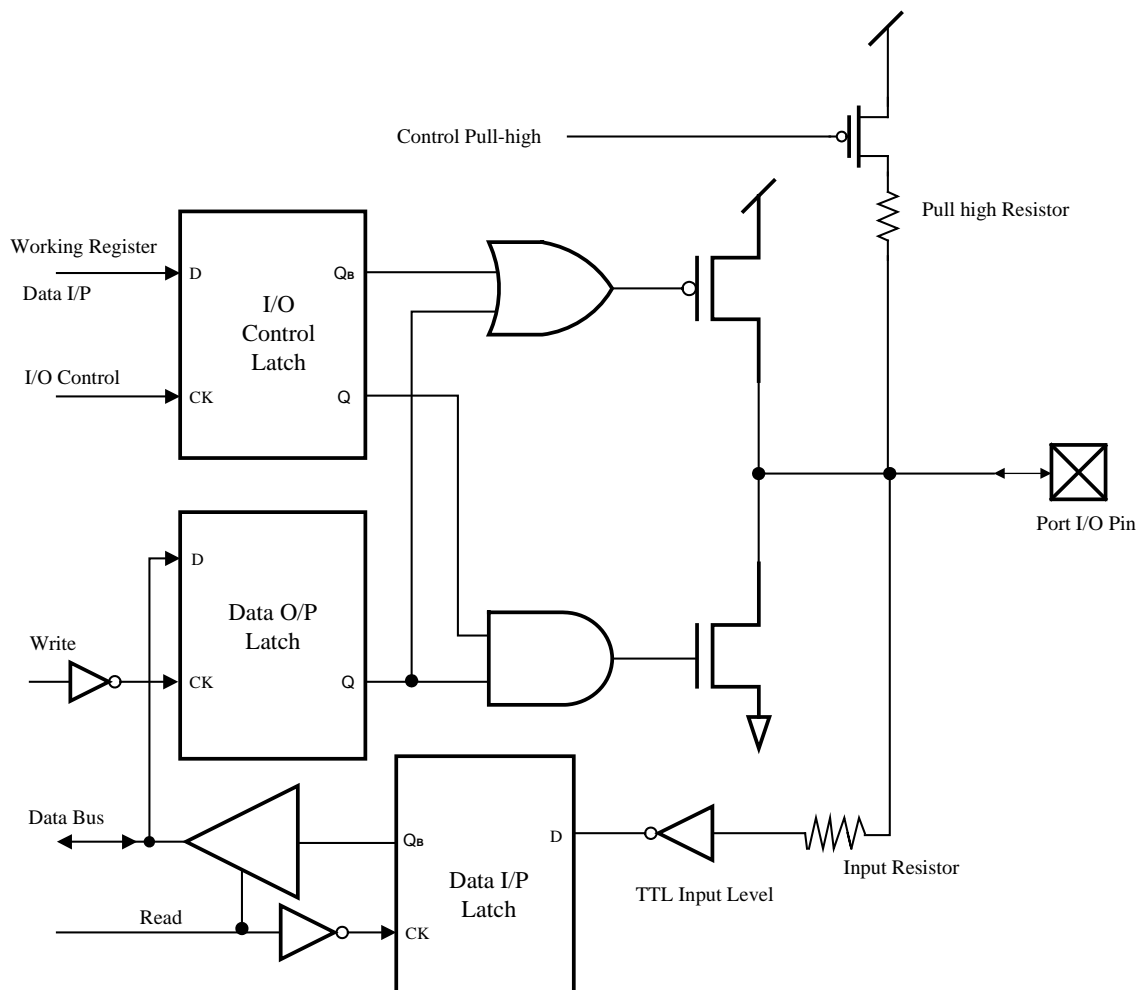 Control Pull-high
Pull high Resistor
Working Register
Data I/P
D
QB
I/O
Control
Latch
I/O Control
CK
Q
Port I/O Pin
D
Data O/P
Latch
Write
CK
Q
Data Bus
QB
D
Data I/P
Latch
TTL Input Level
Input Resistor
Read
CK